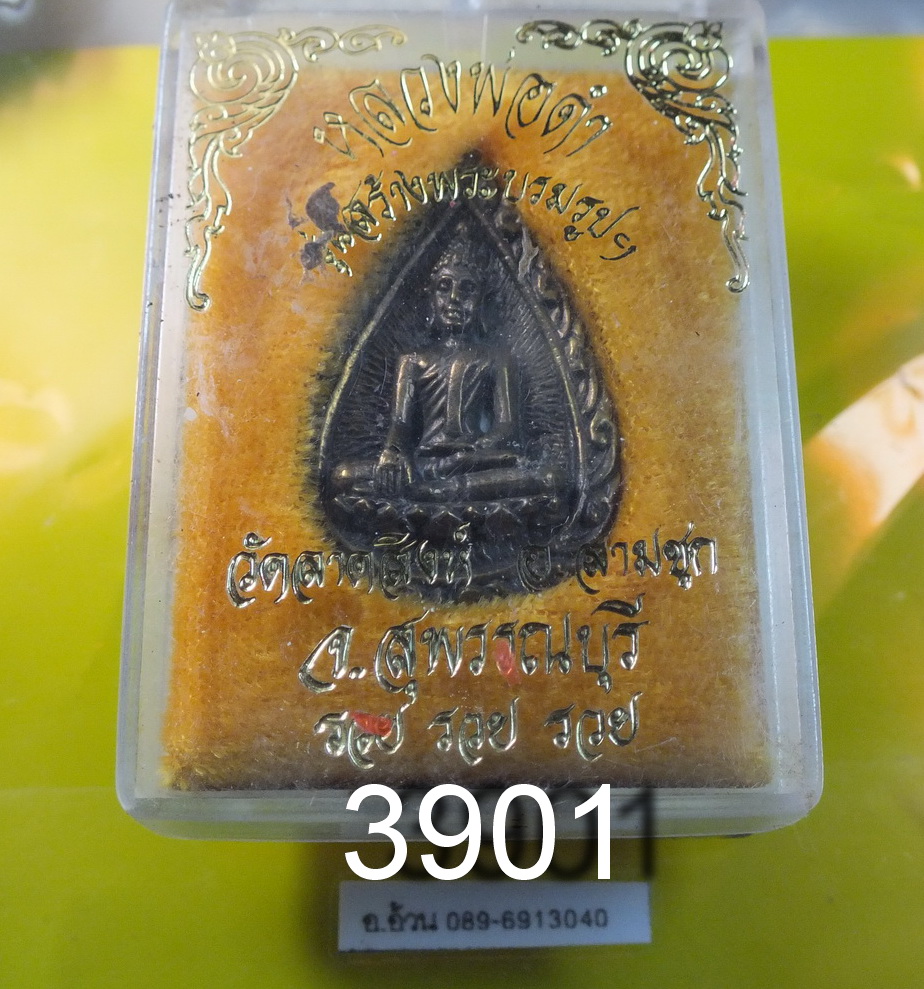 หลวงพ่อดำ
รุ่นสร้างพระบรมรูปฯ
วัดลาดสิงห์ อ.สามชุก
จ.สุพรรณบุรี
รวย รวย รวย
3901
อ.อ้วน 089-6913040